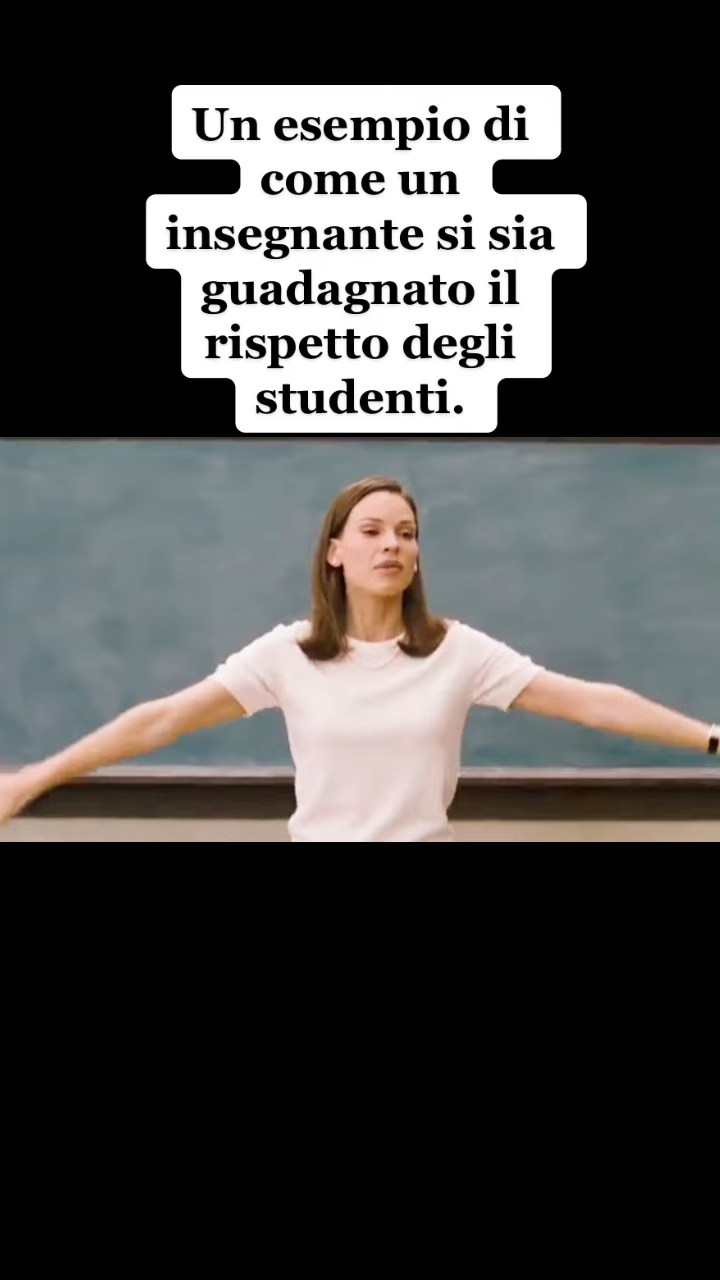 Un esempio di
come un
insegnante si sia
guadagnato il
rispetto degli
studenti.